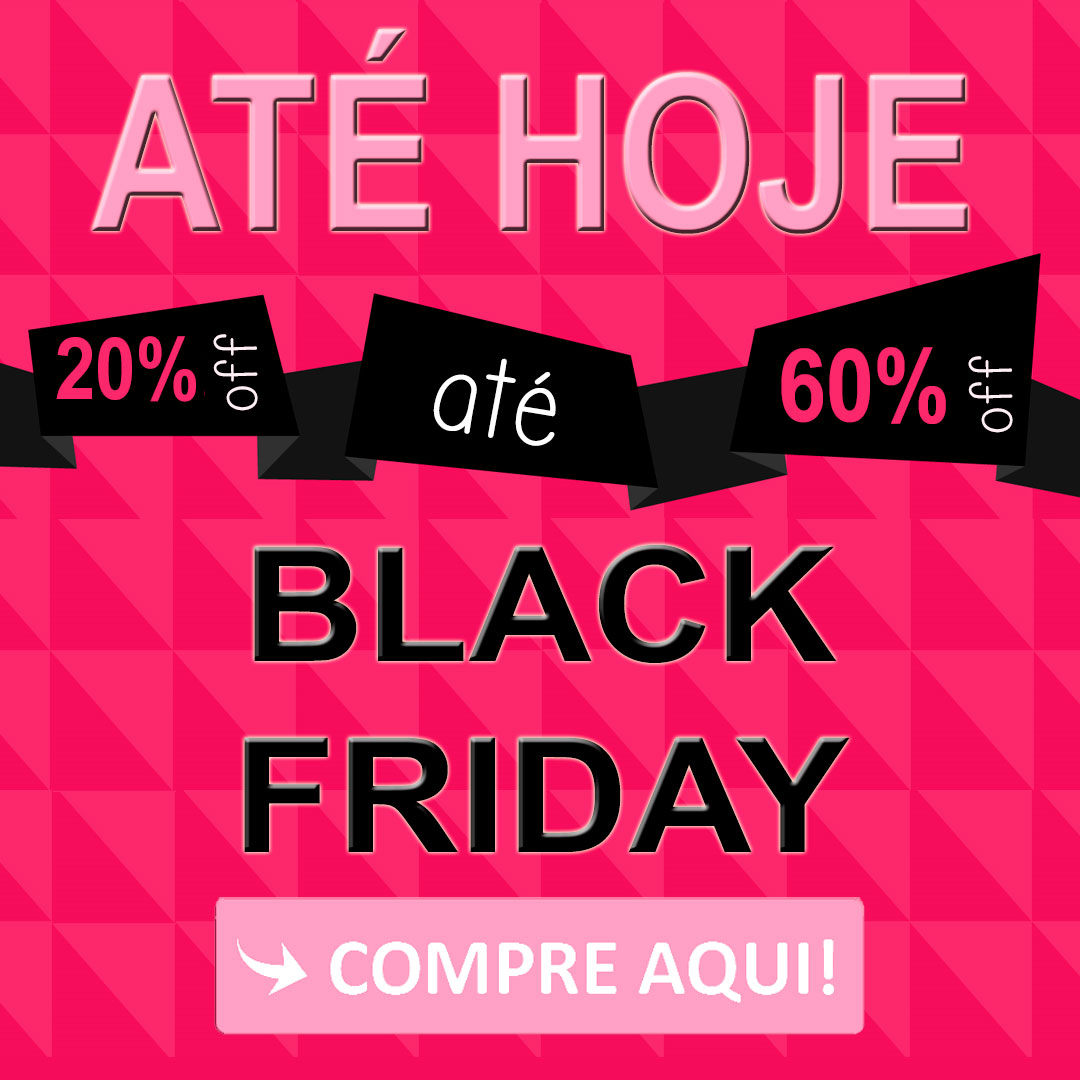 ATÉ HOJE
20% off até 60% off
BLACK
FRIDAY
COMPRE AQUI!